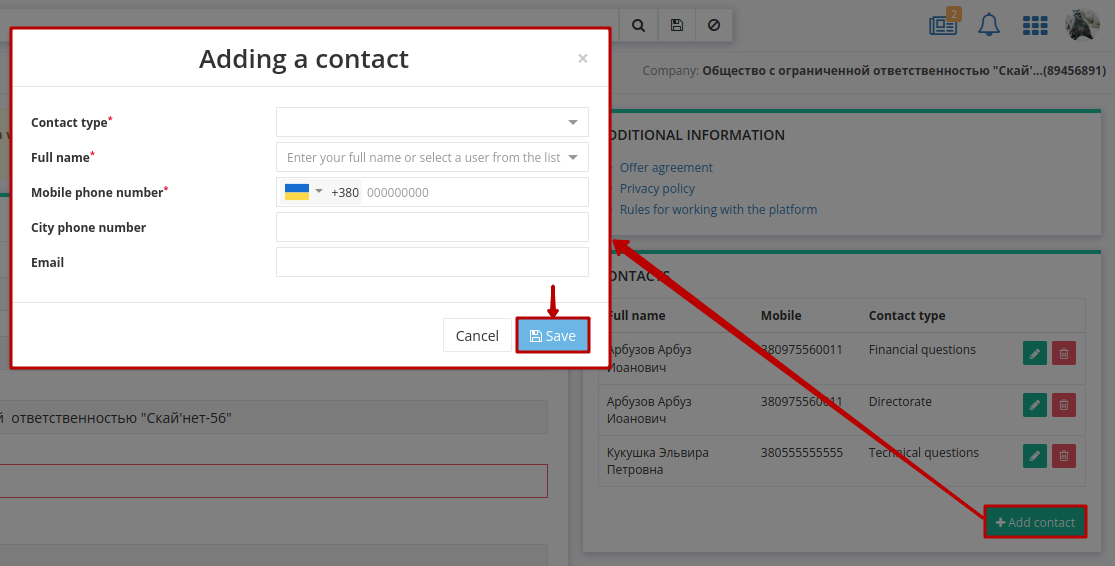 2
Company: Общество с ограниченной ответственностью "Скай'...(89456891)
Adding a contact
×
Contact type*
Full name*
Enter your full name or select a user from the list
Mobile phone number*
+380
000000000
City phone number
Email
Cancel
Save
DDITIONAL INFORMATION
Offer agreement
Privacy policy
Rules for working with the platform
ONTACTS
Full name Mobile Contact type
Арбузов Арбуз 380975560011 Financial questions
Иоанович
Арбузов Арбуз 380975560011 Directorate
Иоанович
Кукушка Эльвира 380555555555 Technical questions
Петровна
Add contact
й ответственностью "Скай'нет-56"